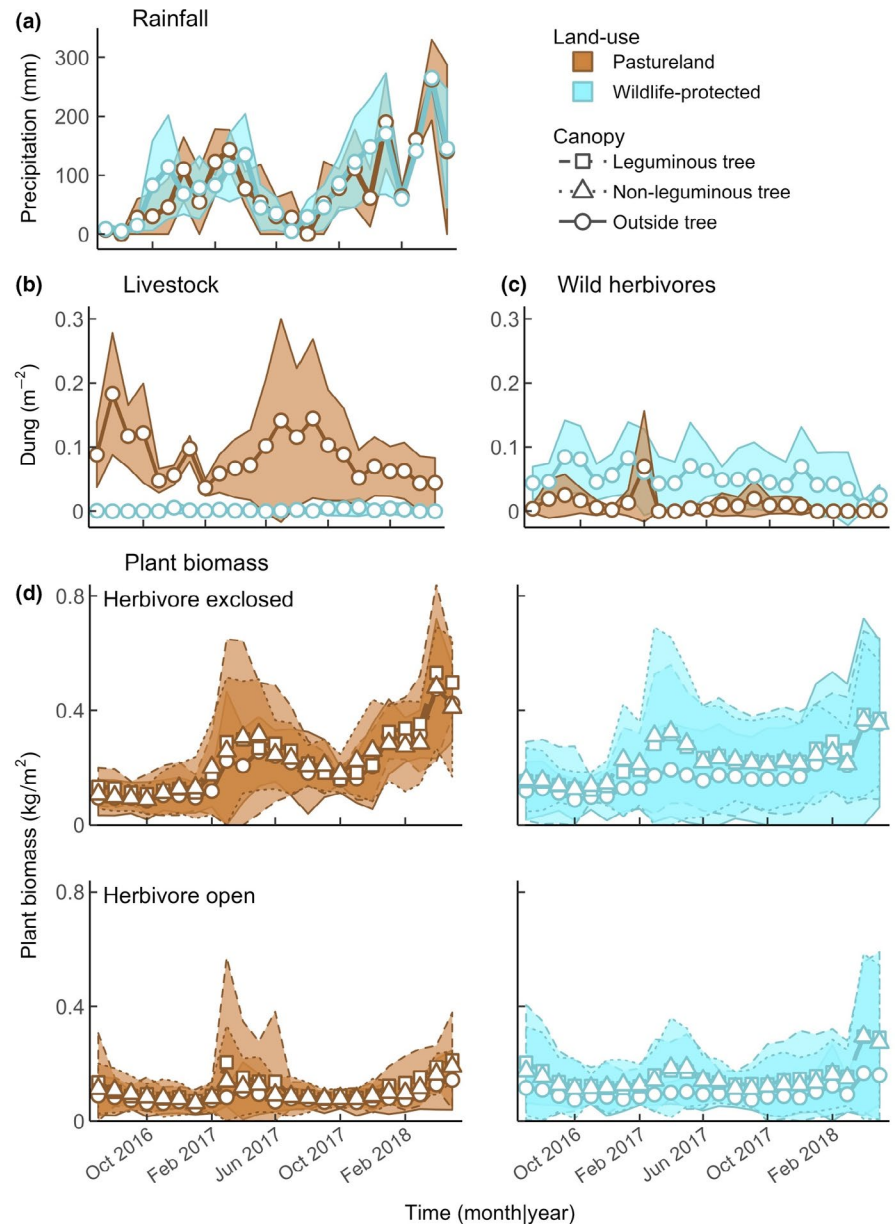 (a) Rainfall
Precipitation (mm)
300
200
100
0
Land-use
Pastureland
Wildlife-protected
Canopy
Leguminous tree
Non-leguminous tree
Outside tree
(b) Livestock
Dung (m⁻²)
0.3
0.2
0.1
0
(c) Wild herbivores
0.3
0.2
0.1
0
Plant biomass
(d) Herbivore exclosed
Plant biomass (kg/m²)
0.8
0.4
0
Herbivore open
0.8
0.4
0
Oct 2016
Feb 2017
Jun 2017
Oct 2017
Feb 2018
Oct 2016
Feb 2017
Jun 2017
Oct 2017
Feb 2018
Time (month|year)